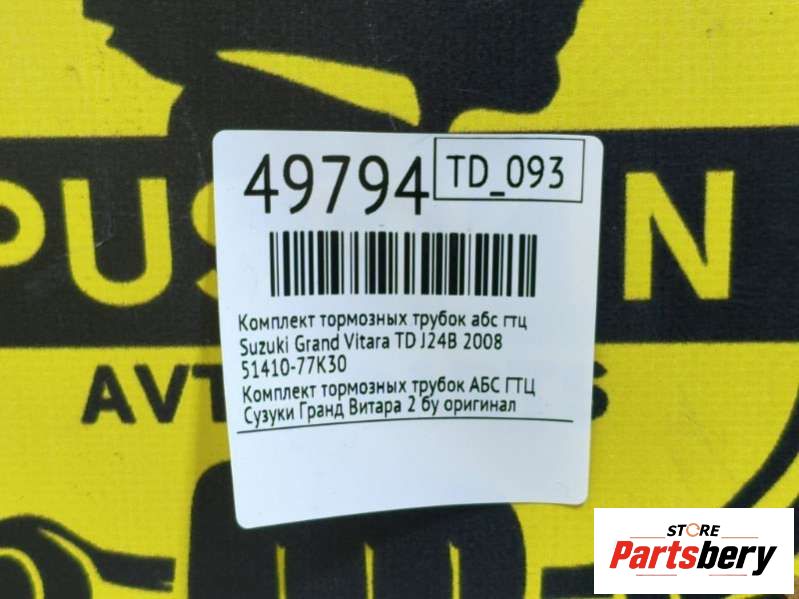 49794
TD_093
Комплект тормозных трубок абс гтц
Suzuki Grand Vitara TD J24B 2008
51410-77K30
Комплект тормозных трубок АБС ГТЦ
Сузуки Гранд Витара 2 бу оригинал
STORE
Partsbery